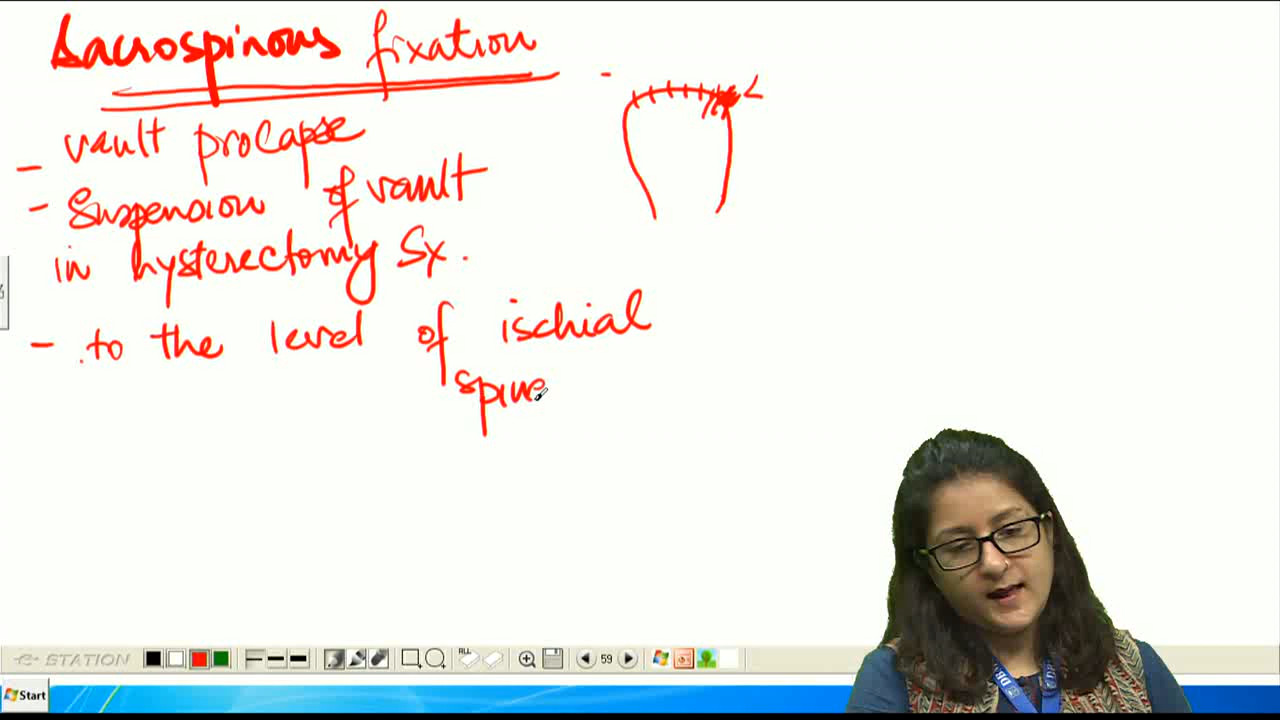 Sacrospinous fixation
- vault prolapse
- Suspension of vault
in hysterectomy Sx.
- to the level of ischial
spine
e-STATION
ALL
59
Start